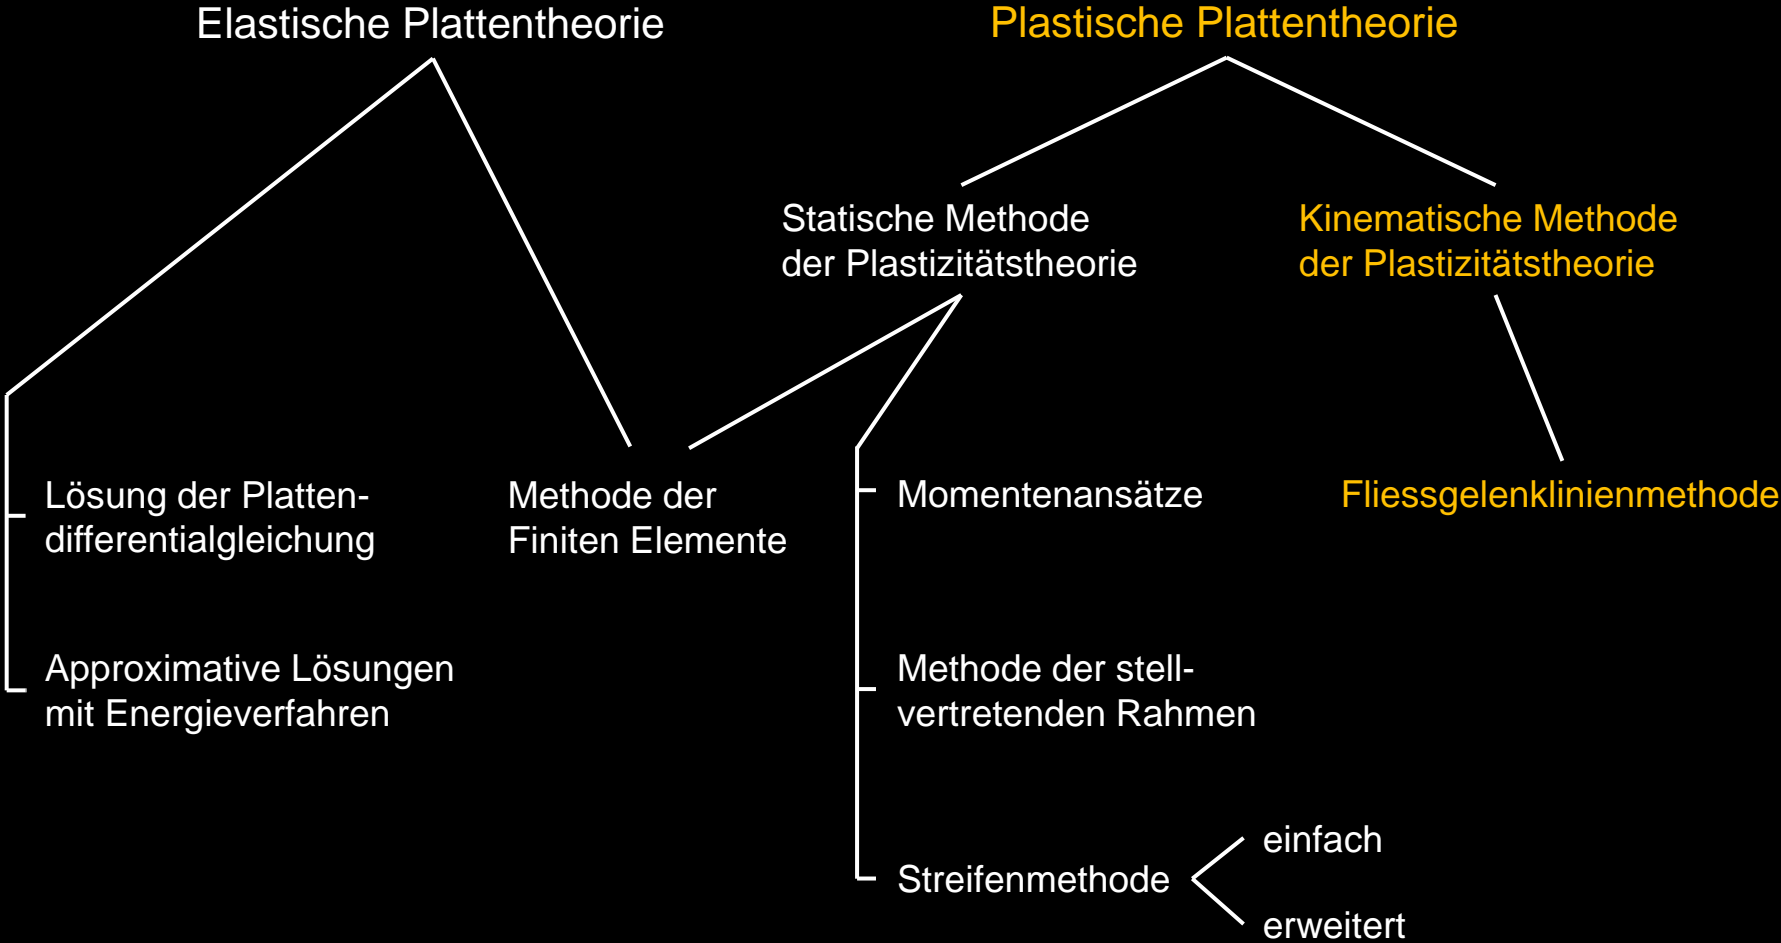 Elastische Plattentheorie
Plastische Plattentheorie
Statische Methode
der Plastizitätstheorie
Kinematische Methode
der Plastizitätstheorie
Lösung der Platten-
differentialgleichung
Methode der
Finiten Elemente
Momentenansätze
Fliessgelenklinienmethode
Approximative Lösungen
mit Energieverfahren
Methode der stell-
vertretenden Rahmen
Streifenmethode
einfach
erweitert